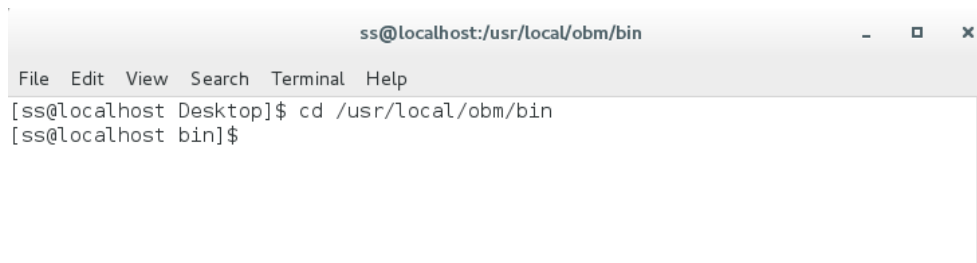 ss@localhost:/usr/local/obm/bin
File Edit View Search Terminal Help
[ss@localhost Desktop]$ cd /usr/local/obm/bin
[ss@localhost bin]$